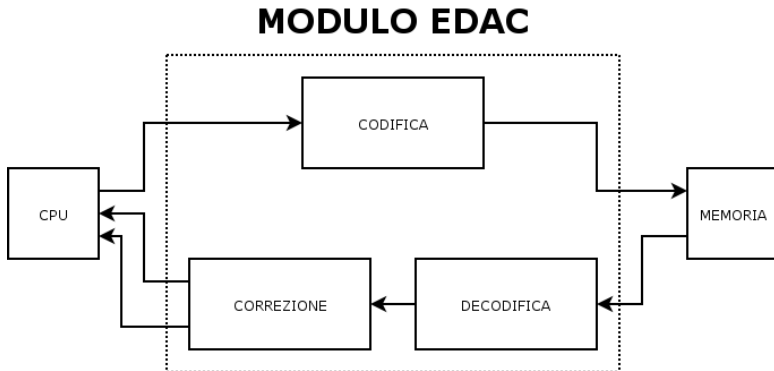 MODULO EDAC
CODIFICA
CPU
MEMORIA
CORREZIONE
DECODIFICA